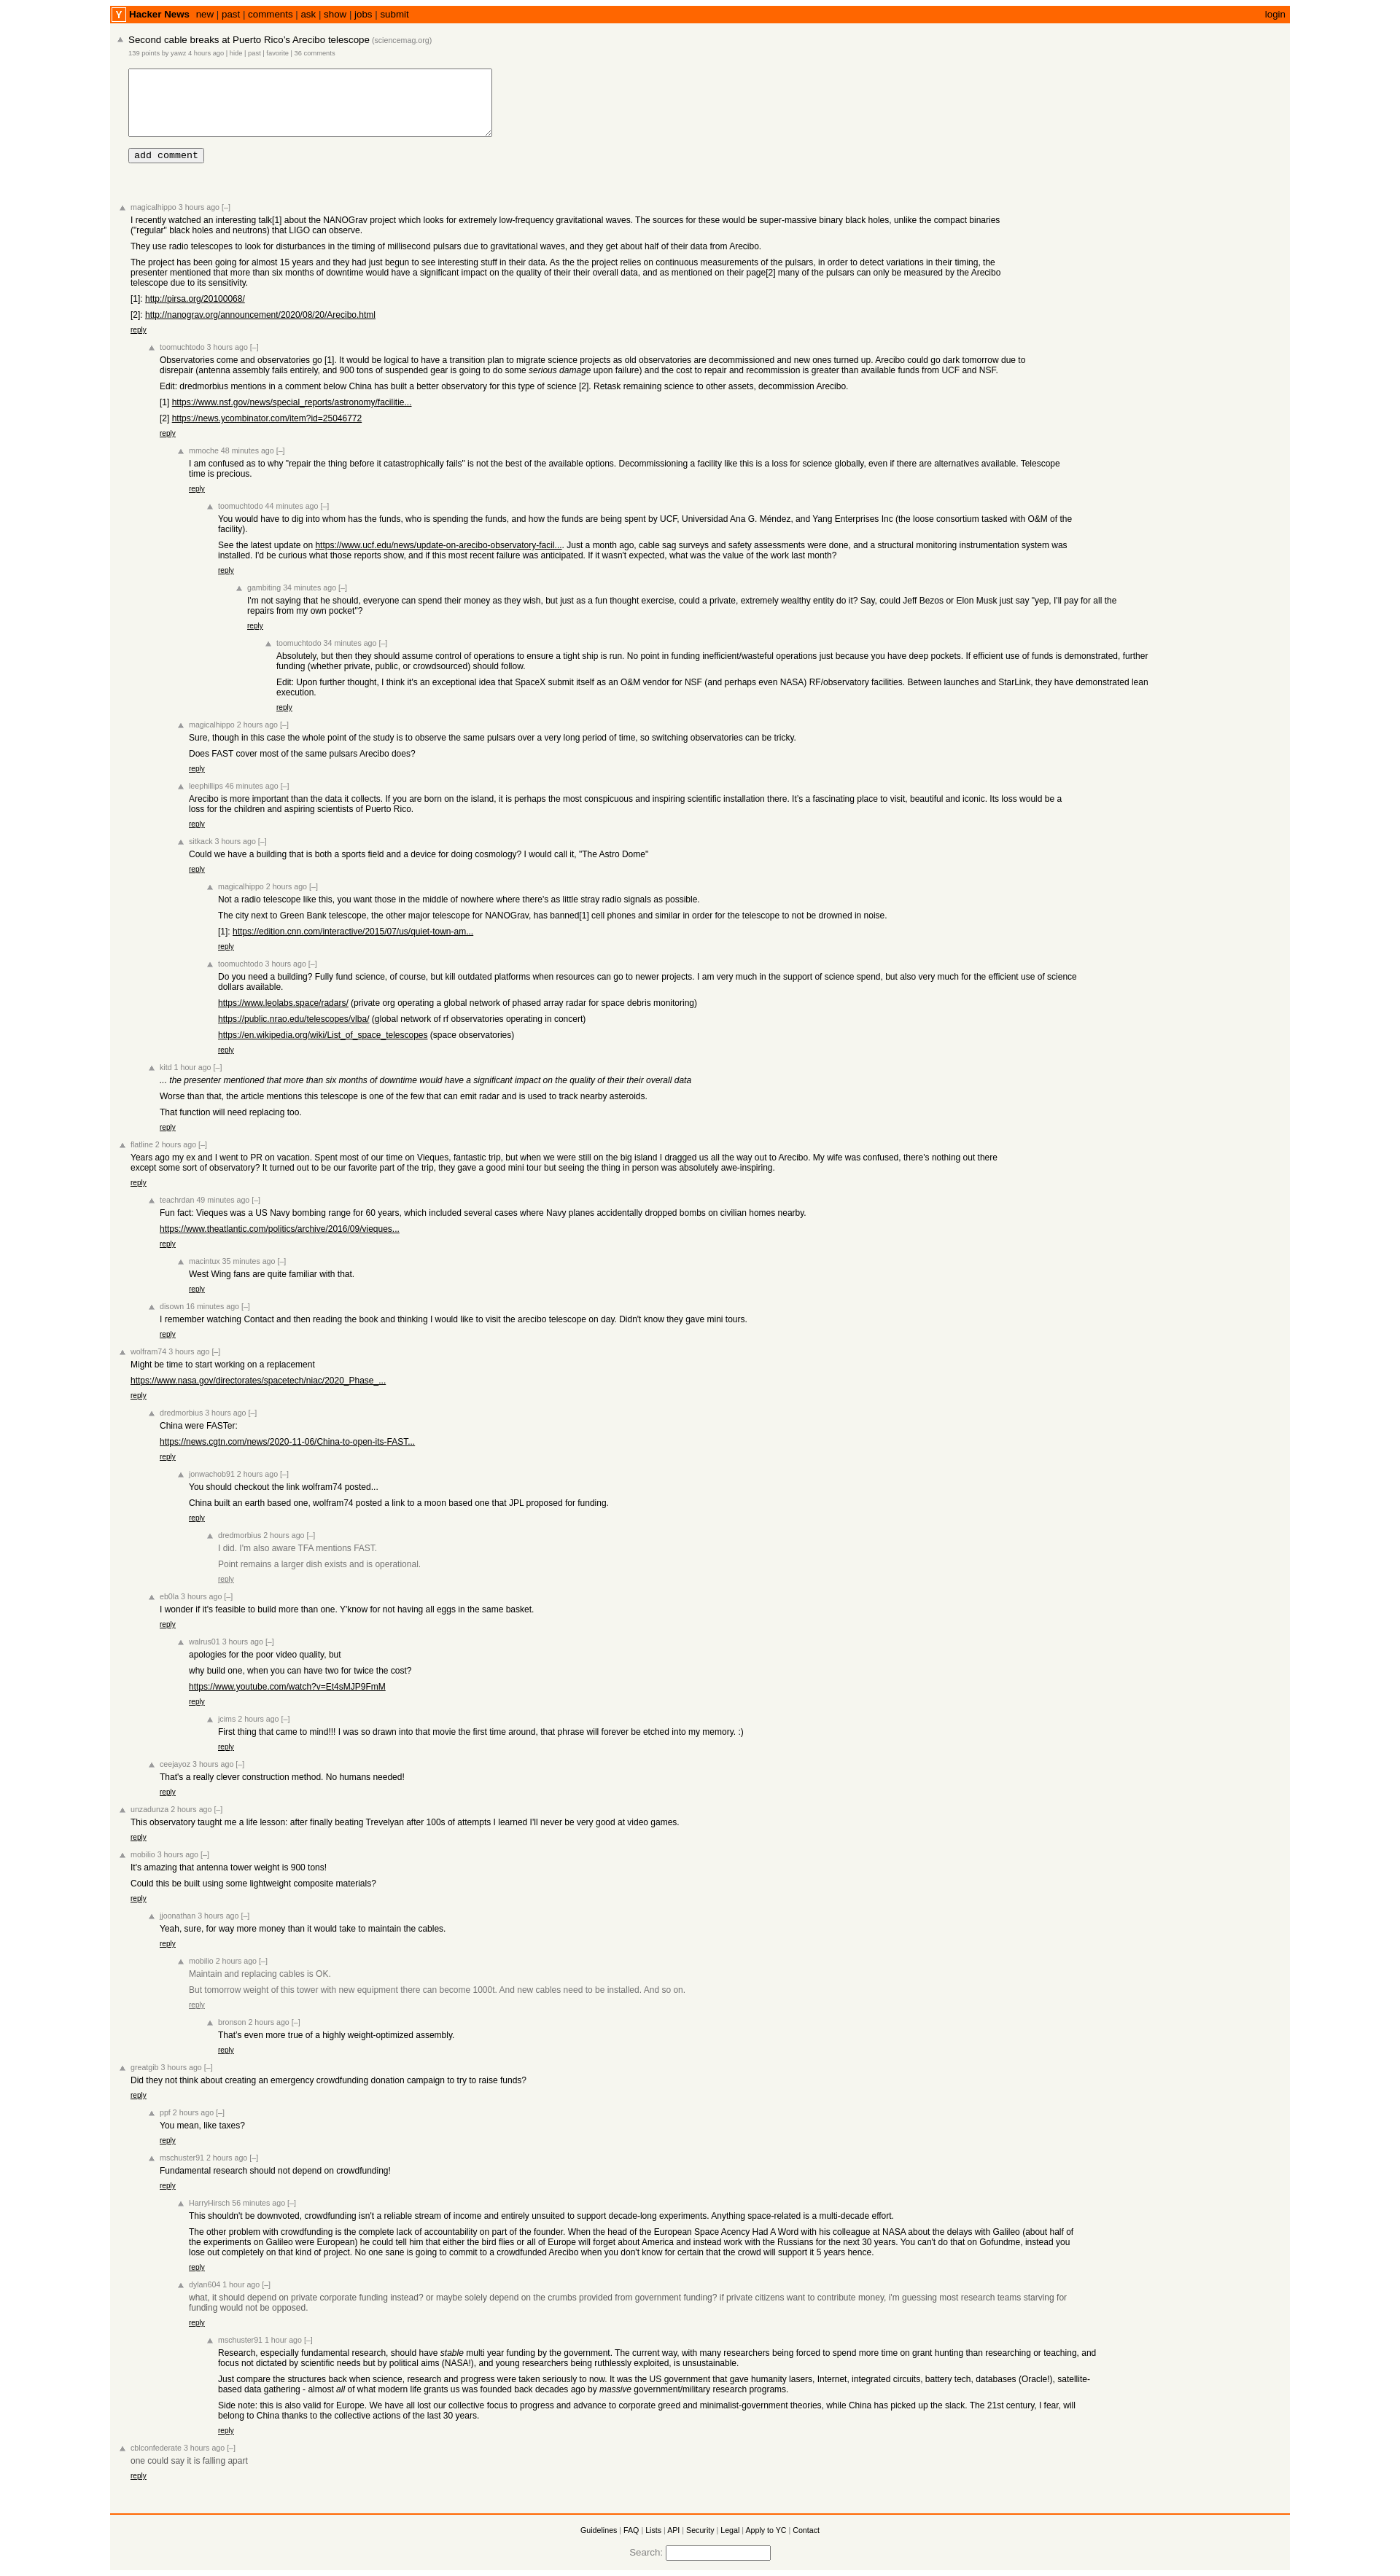 Y Hacker News new | past | comments | ask | show | jobs | submit login
Second cable breaks at Puerto Rico's Arecibo telescope (sciencemag.org)
139 points by yawz 4 hours ago | hide | past | favorite | 36 comments
add comment
magicalhippo 3 hours ago [–]
I recently watched an interesting talk[1] about the NANOGrav project which looks for extremely low-frequency gravitational waves. The sources for these would be super-massive binary black holes, unlike the compact binaries
("regular" black holes and neutrons) that LIGO can observe.
They use radio telescopes to look for disturbances in the timing of millisecond pulsars due to gravitational waves, and they get about half of their data from Arecibo.
The project has been going for almost 15 years and they had just begun to see interesting stuff in their data. As the the project relies on continuous measurements of the pulsars, in order to detect variations in their timing, the
presenter mentioned that more than six months of downtime would have a significant impact on the quality of their their overall data, and as mentioned on their page[2] many of the pulsars can only be measured by the Arecibo
telescope due to its sensitivity.
[1]: http://pirsa.org/20100068/
[2]: http://nanograv.org/announcement/2020/08/20/Arecibo.html
reply
toomuchtodo 3 hours ago [–]
Observatories come and observatories go [1]. It would be logical to have a transition plan to migrate science projects as old observatories are decommissioned and new ones turned up. Arecibo could go dark tomorrow due to
disrepair (antenna assembly fails entirely, and 900 tons of suspended gear is going to do some serious damage upon failure) and the cost to repair and recommission is greater than available funds from UCF and NSF.
Edit: dredmorbius mentions in a comment below China has built a better observatory for this type of science [2]. Retask remaining science to other assets, decommission Arecibo.
[1] https://www.nsf.gov/news/special_reports/astronomy/facilitie...
[2] https://news.ycombinator.com/item?id=25046772
reply
mmoche 48 minutes ago [–]
I am confused as to why "repair the thing before it catastrophically fails" is not the best of the available options. Decommissioning a facility like this is a loss for science globally, even if there are alternatives available. Telescope
time is precious.
reply
toomuchtodo 44 minutes ago [–]
You would have to dig into whom has the funds, who is spending the funds, and how the funds are being spent by UCF, Universidad Ana G. Méndez, and Yang Enterprises Inc (the loose consortium tasked with O&M of the
facility).
See the latest update on https://www.ucf.edu/news/update-on-arecibo-observatory-facil.... Just a month ago, cable sag surveys and safety assessments were done, and a structural monitoring instrumentation system was
installed. I'd be curious what those reports show, and if this most recent failure was anticipated. If it wasn't expected, what was the value of the work last month?
reply
gambiting 34 minutes ago [–]
I'm not saying that he should, everyone can spend their money as they wish, but just as a fun thought exercise, could a private, extremely wealthy entity do it? Say, could Jeff Bezos or Elon Musk just say "yep, I'll pay for all the
repairs from my own pocket"?
reply
toomuchtodo 34 minutes ago [–]
Absolutely, but then they should assume control of operations to ensure a tight ship is run. No point in funding inefficient/wasteful operations just because you have deep pockets. If efficient use of funds is demonstrated, further
funding (whether private, public, or crowdsourced) should follow.
Edit: Upon further thought, I think it's an exceptional idea that SpaceX submit itself as an O&M vendor for NSF (and perhaps even NASA) RF/observatory facilities. Between launches and StarLink, they have demonstrated lean
execution.
reply
magicalhippo 2 hours ago [–]
Sure, though in this case the whole point of the study is to observe the same pulsars over a very long period of time, so switching observatories can be tricky.
Does FAST cover most of the same pulsars Arecibo does?
reply
leephillips 46 minutes ago [–]
Arecibo is more important than the data it collects. If you are born on the island, it is perhaps the most conspicuous and inspiring scientific installation there. It's a fascinating place to visit, beautiful and iconic. Its loss would be a
loss for the children and aspiring scientists of Puerto Rico.
reply
sitkack 3 hours ago [–]
Could we have a building that is both a sports field and a device for doing cosmology? I would call it, "The Astro Dome"
reply
magicalhippo 2 hours ago [–]
Not a radio telescope like this, you want those in the middle of nowhere where there's as little stray radio signals as possible.
The city next to Green Bank telescope, the other major telescope for NANOGrav, has banned[1] cell phones and similar in order for the telescope to not be drowned in noise.
[1]: https://edition.cnn.com/interactive/2015/07/us/quiet-town-am...
reply
toomuchtodo 3 hours ago [–]
Do you need a building? Fully fund science, of course, but kill outdated platforms when resources can go to newer projects. I am very much in the support of science spend, but also very much for the efficient use of science
dollars available.
https://www.leolabs.space/radars/ (private org operating a global network of phased array radar for space debris monitoring)
https://public.nrao.edu/telescopes/vlba/ (global network of rf observatories operating in concert)
https://en.wikipedia.org/wiki/List_of_space_telescopes (space observatories)
reply
kitd 1 hour ago [–]
... the presenter mentioned that more than six months of downtime would have a significant impact on the quality of their their overall data
Worse than that, the article mentions this telescope is one of the few that can emit radar and is used to track nearby asteroids.
That function will need replacing too.
reply
flatline 2 hours ago [–]
Years ago my ex and I went to PR on vacation. Spent most of our time on Vieques, fantastic trip, but when we were still on the big island I dragged us all the way out to Arecibo. My wife was confused, there's nothing out there
except some sort of observatory? It turned out to be our favorite part of the trip, they gave a good mini tour but seeing the thing in person was absolutely awe-inspiring.
reply
teachrdan 49 minutes ago [–]
Fun fact: Vieques was a US Navy bombing range for 60 years, which included several cases where Navy planes accidentally dropped bombs on civilian homes nearby.
https://www.theatlantic.com/politics/archive/2016/09/vieques...
reply
macintux 35 minutes ago [–]
West Wing fans are quite familiar with that.
reply
disown 16 minutes ago [–]
I remember watching Contact and then reading the book and thinking I would like to visit the arecibo telescope on day. Didn't know they gave mini tours.
reply
wolfram74 3 hours ago [–]
Might be time to start working on a replacement
https://www.nasa.gov/directorates/spacetech/niac/2020_Phase_...
reply
dredmorbius 3 hours ago [–]
China were FASTer:
https://news.cgtn.com/news/2020-11-06/China-to-open-its-FAST...
reply
jonwachob91 2 hours ago [–]
You should checkout the link wolfram74 posted...
China built an earth based one, wolfram74 posted a link to a moon based one that JPL proposed for funding.
reply
dredmorbius 2 hours ago [–]
I did. I'm also aware TFA mentions FAST.
Point remains a larger dish exists and is operational.
reply
eb0la 3 hours ago [–]
I wonder if it's feasible to build more than one. Y'know for not having all eggs in the same basket.
reply
walrus01 3 hours ago [–]
apologies for the poor video quality, but
why build one, when you can have two for twice the cost?
https://www.youtube.com/watch?v=Et4sMJP9FmM
reply
jcims 2 hours ago [–]
First thing that came to mind!!! I was so drawn into that movie the first time around, that phrase will forever be etched into my memory. :)
reply
ceejayoz 3 hours ago [–]
That's a really clever construction method. No humans needed!
reply
unzadunza 2 hours ago [–]
This observatory taught me a life lesson: after finally beating Trevelyan after 100s of attempts I learned I'll never be very good at video games.
reply
mobilio 3 hours ago [–]
It's amazing that antenna tower weight is 900 tons!
Could this be built using some lightweight composite materials?
reply
jjoonathan 3 hours ago [–]
Yeah, sure, for way more money than it would take to maintain the cables.
reply
mobilio 2 hours ago [–]
Maintain and replacing cables is OK.
But tomorrow weight of this tower with new equipment there can become 1000t. And new cables need to be installed. And so on.
reply
bronson 2 hours ago [–]
That's even more true of a highly weight-optimized assembly.
reply
greatgib 3 hours ago [–]
Did they not think about creating an emergency crowdfunding donation campaign to try to raise funds?
reply
ppf 2 hours ago [–]
You mean, like taxes?
reply
mschuster91 2 hours ago [–]
Fundamental research should not depend on crowdfunding!
reply
HarryHirsch 56 minutes ago [–]
This shouldn't be downvoted, crowdfunding isn't a reliable stream of income and entirely unsuited to support decade-long experiments. Anything space-related is a multi-decade effort.
The other problem with crowdfunding is the complete lack of accountability on part of the founder. When the head of the European Space Acency Had A Word with his colleague at NASA about the delays with Galileo (about half of
the experiments on Galileo were European) he could tell him that either the bird flies or all of Europe will forget about America and instead work with the Russians for the next 30 years. You can't do that on Gofundme, instead you
lose out completely on that kind of project. No one sane is going to commit to a crowdfunded Arecibo when you don't know for certain that the crowd will support it 5 years hence.
reply
dylan604 1 hour ago [–]
what, it should depend on private corporate funding instead? or maybe solely depend on the crumbs provided from government funding? if private citizens want to contribute money, i'm guessing most research teams starving for
funding would not be opposed.
reply
mschuster91 1 hour ago [–]
Research, especially fundamental research, should have stable multi year funding by the government. The current way, with many researchers being forced to spend more time on grant hunting than researching or teaching, and
focus not dictated by scientific needs but by political aims (NASA!), and young researchers being ruthlessly exploited, is unsustainable.
Just compare the structures back when science, research and progress were taken seriously to now. It was the US government that gave humanity lasers, Internet, integrated circuits, battery tech, databases (Oracle!), satellite-
based data gathering - almost all of what modern life grants us was founded back decades ago by massive government/military research programs.
Side note: this is also valid for Europe. We have all lost our collective focus to progress and advance to corporate greed and minimalist-government theories, while China has picked up the slack. The 21st century, I fear, will
belong to China thanks to the collective actions of the last 30 years.
reply
cblconfederate 3 hours ago [–]
one could say it is falling apart
reply
Guidelines | FAQ | Lists | API | Security | Legal | Apply to YC | Contact
Search: